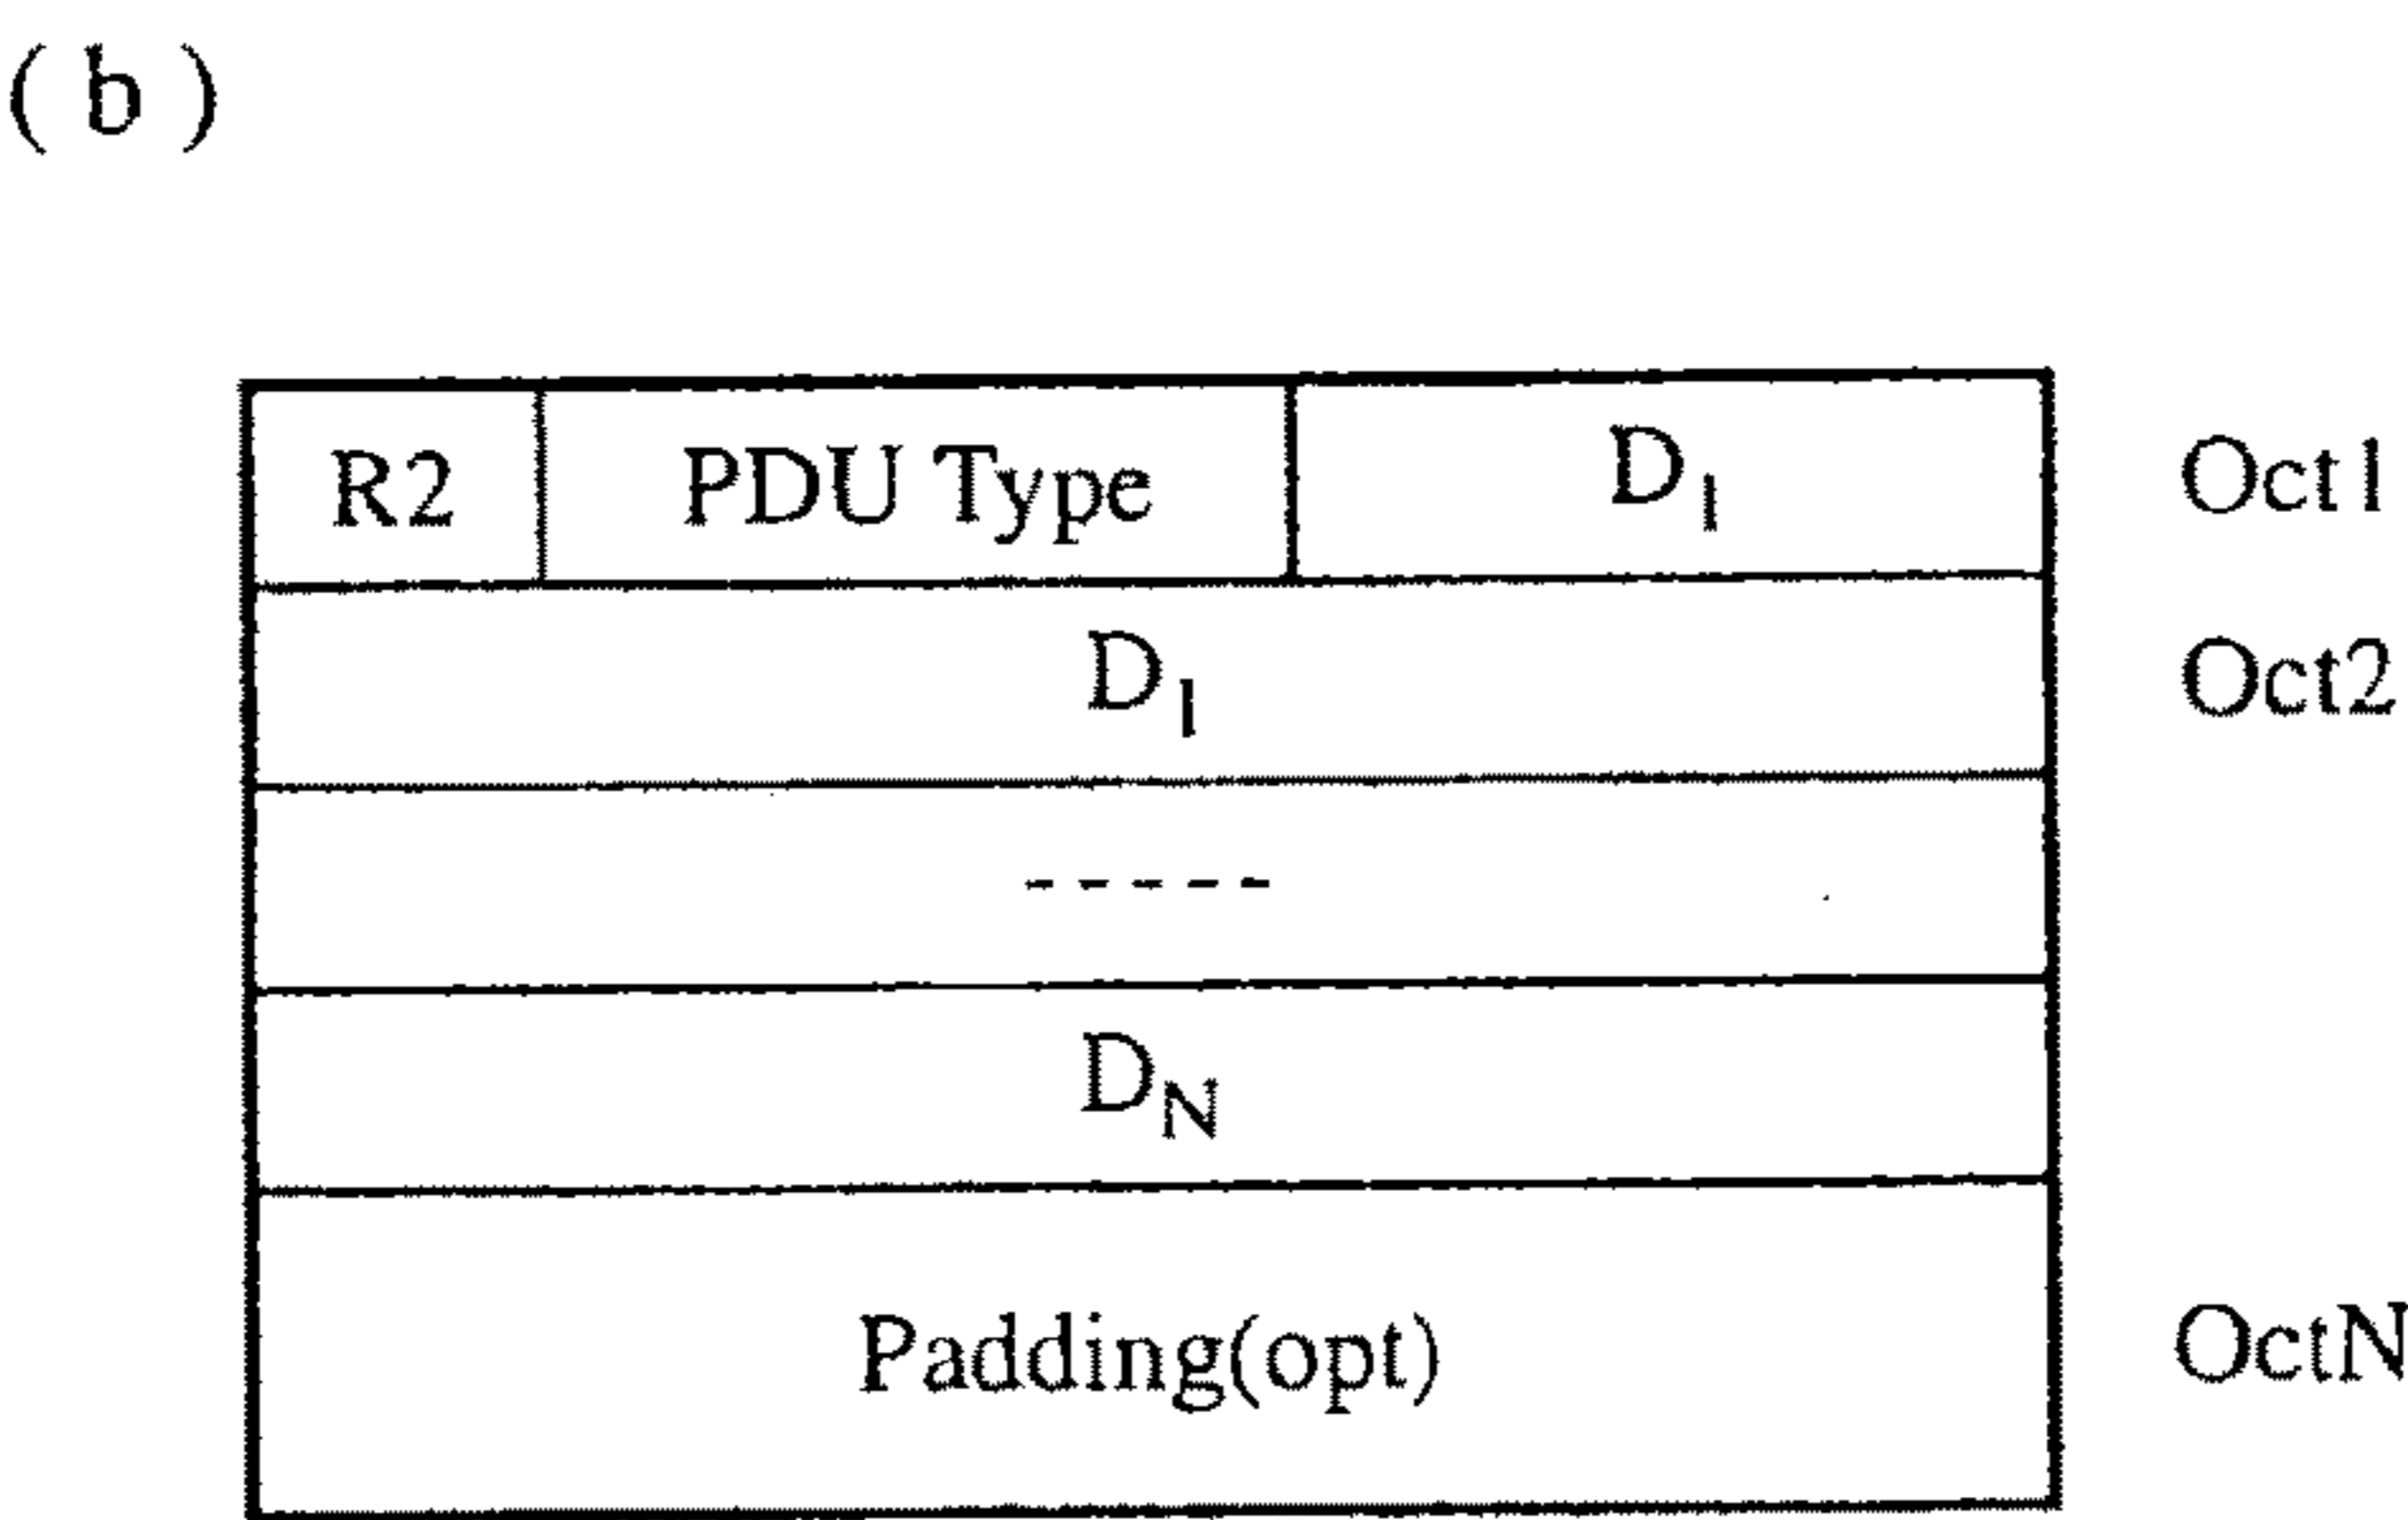 ( b )
R2 PDU Type D1 Oct1
D1 Oct2
-----
DN
Padding(opt) OctN